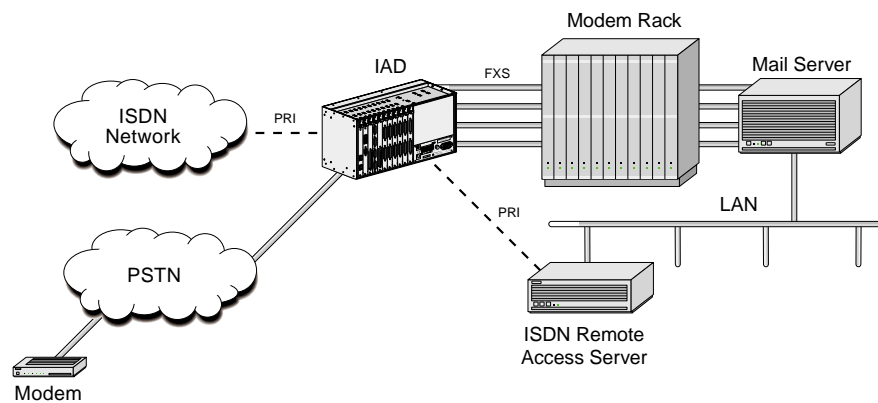 Modem Rack
Mail Server
IAD
FXS
ISDN
Network
PRI
LAN
PRI
PSTN
ISDN Remote
Access Server
Modem